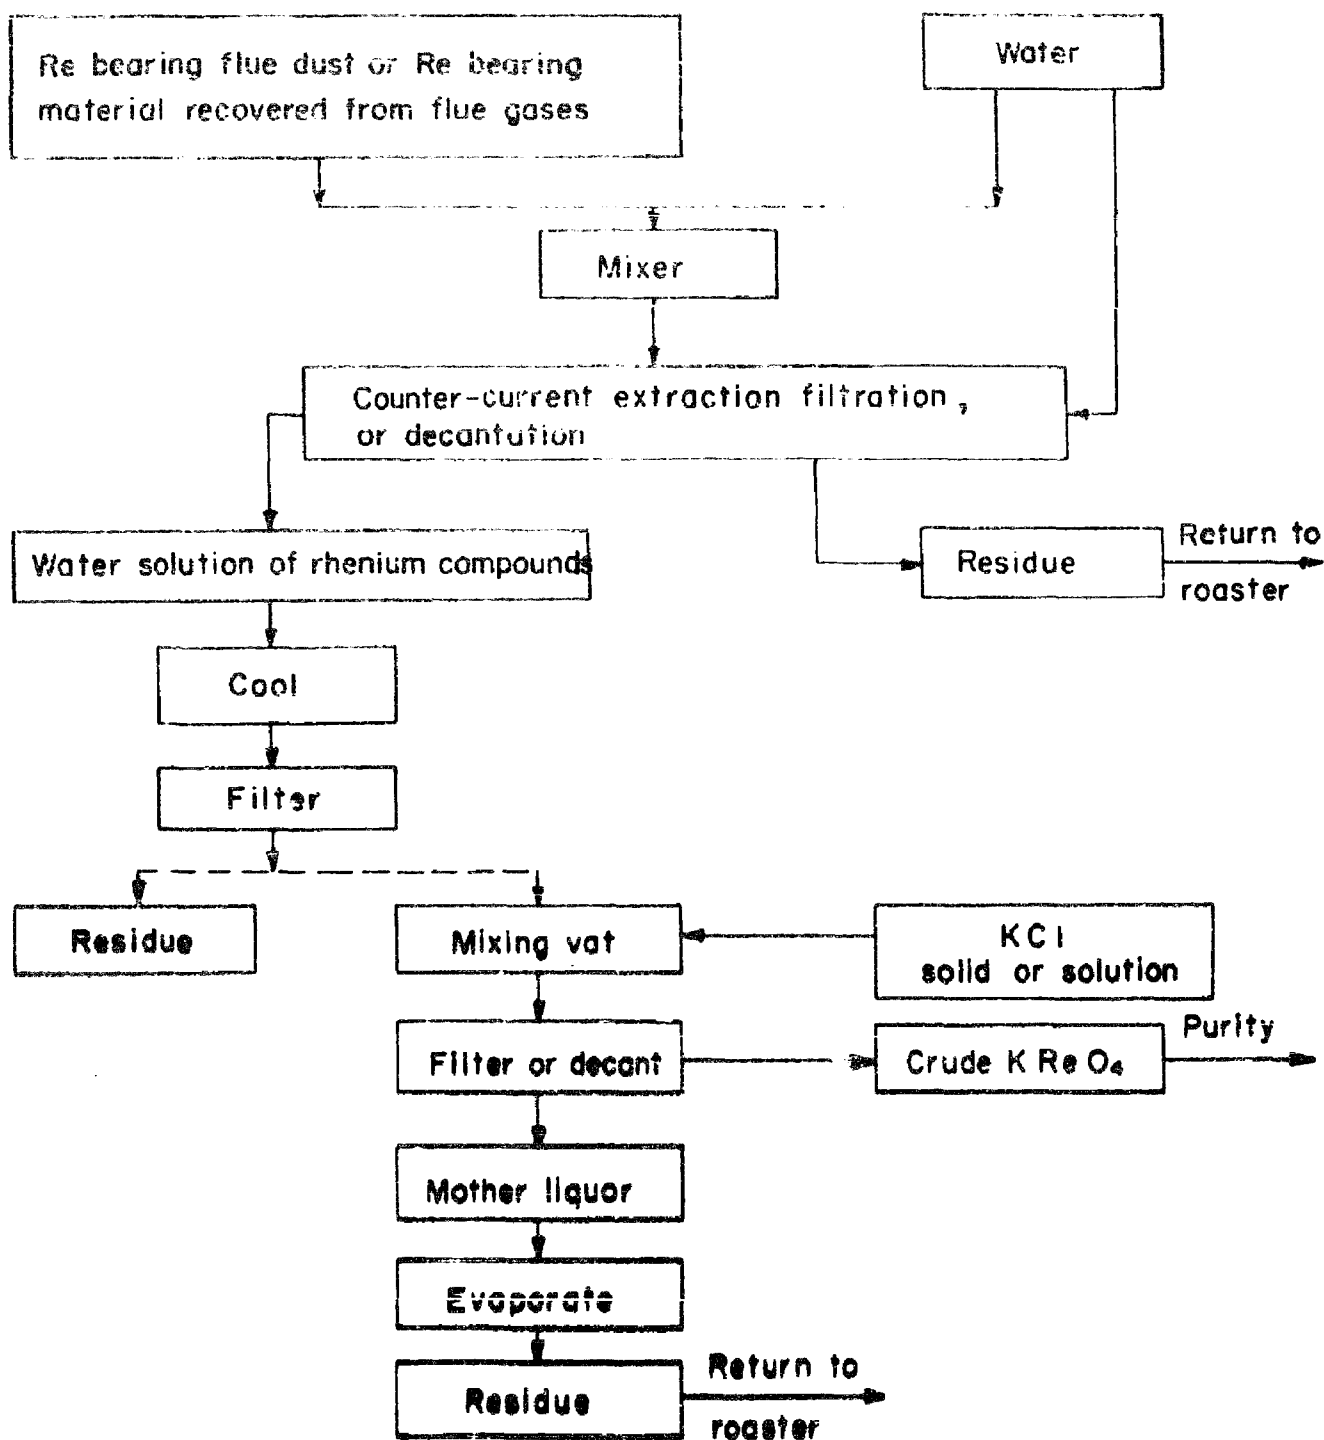 Re bearing flue dust or Re bearing
material recovered from flue gases
Water
Mixer
Counter-current extraction filtration,
or decantation
Water solution of rhenium compounds
Residue
Return to
roaster
Cool
Filter
Residue
Mixing vat
KCl
solid or solution
Filter or decant
Crude K Re O₄
Purity
Mother liquor
Evaporate
Residue
Return to
roaster